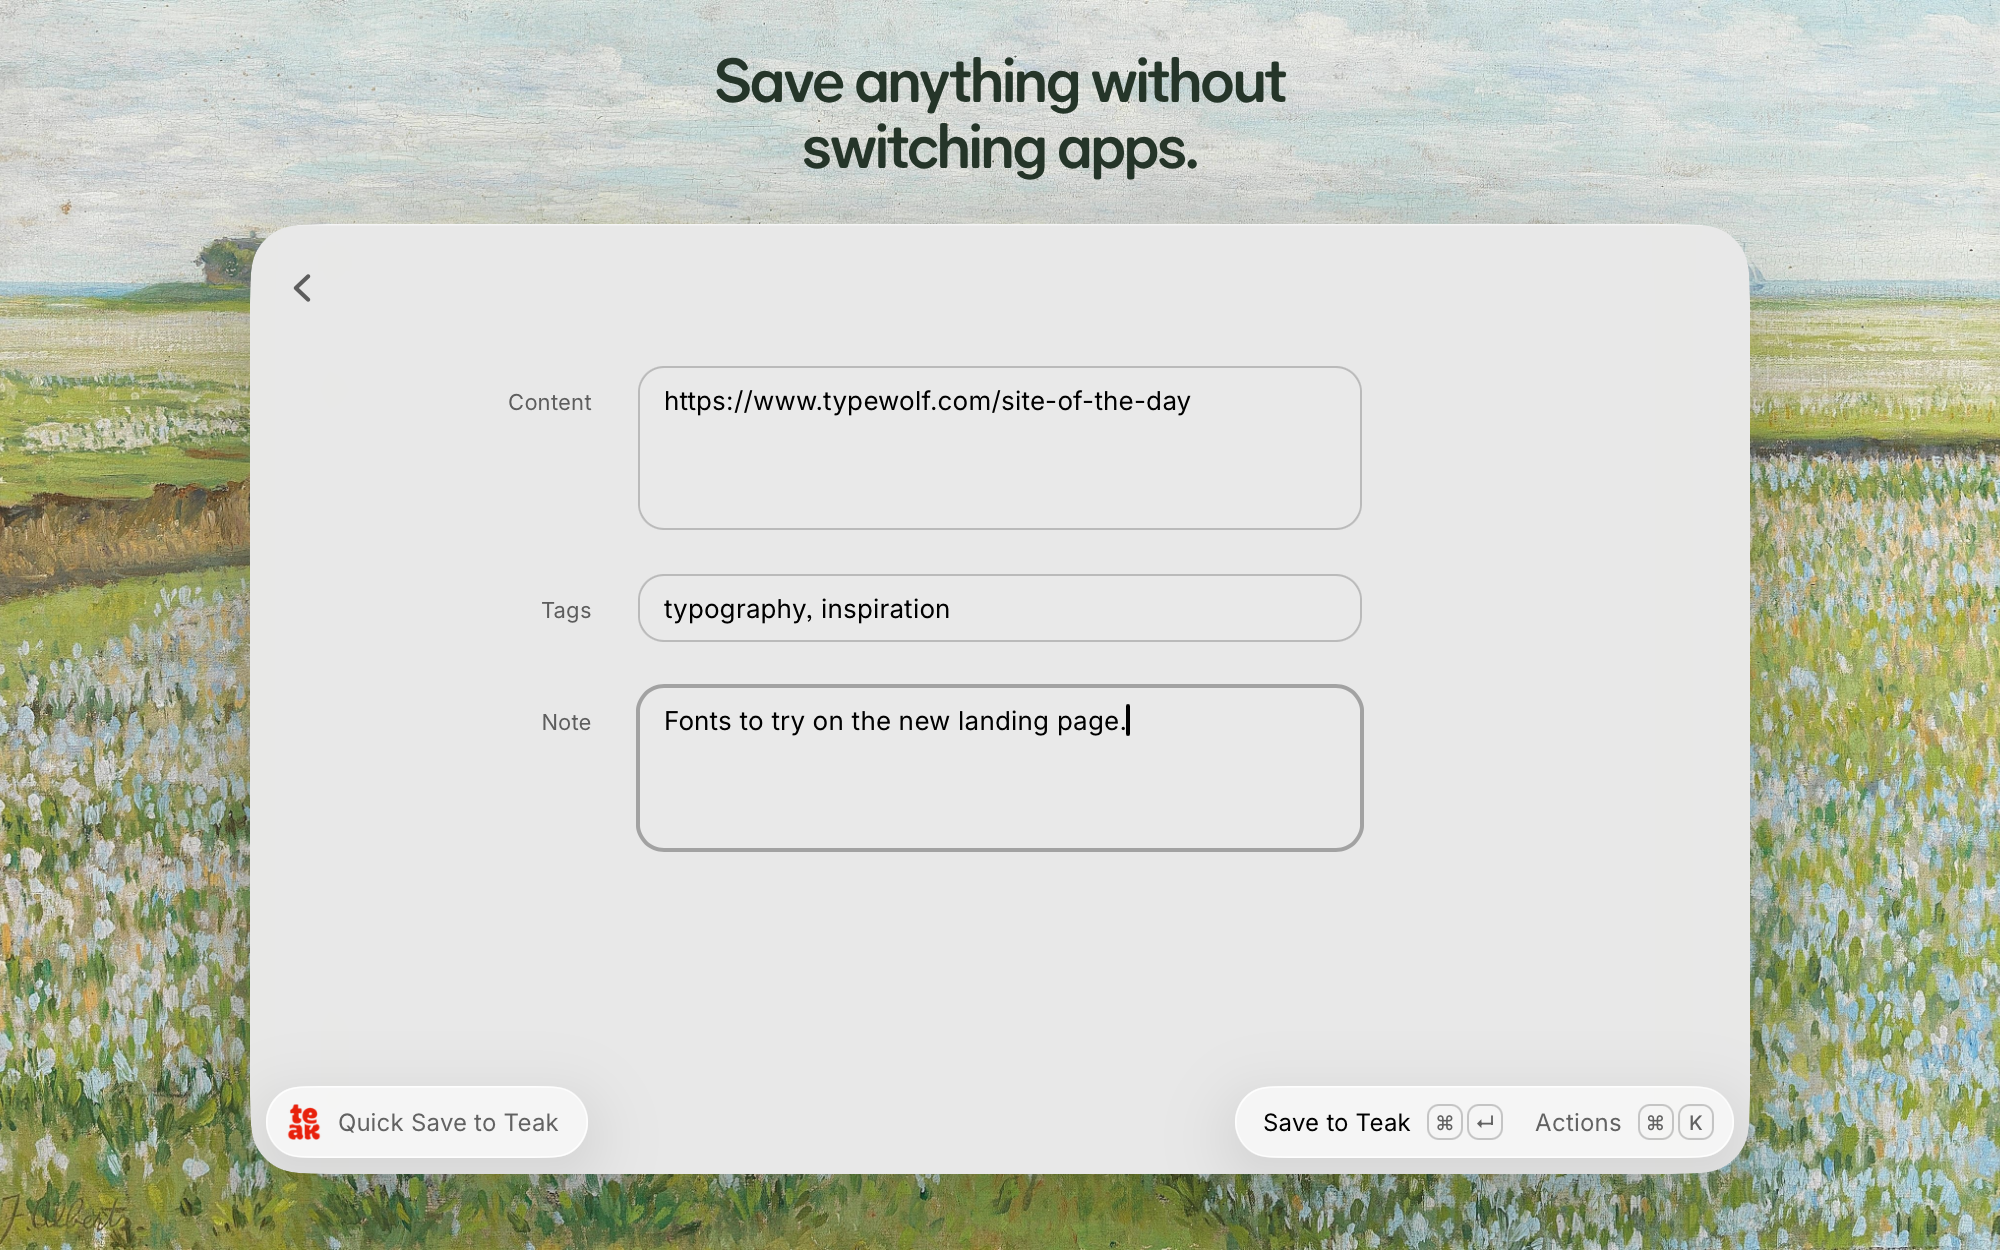 Save anything without
switching apps.
Content
https://www.typewolf.com/site-of-the-day
Tags
typography, inspiration
Note
Fonts to try on the new landing page.
te
ak
Quick Save to Teak
Save to Teak ⌘ ↵ Actions ⌘ K